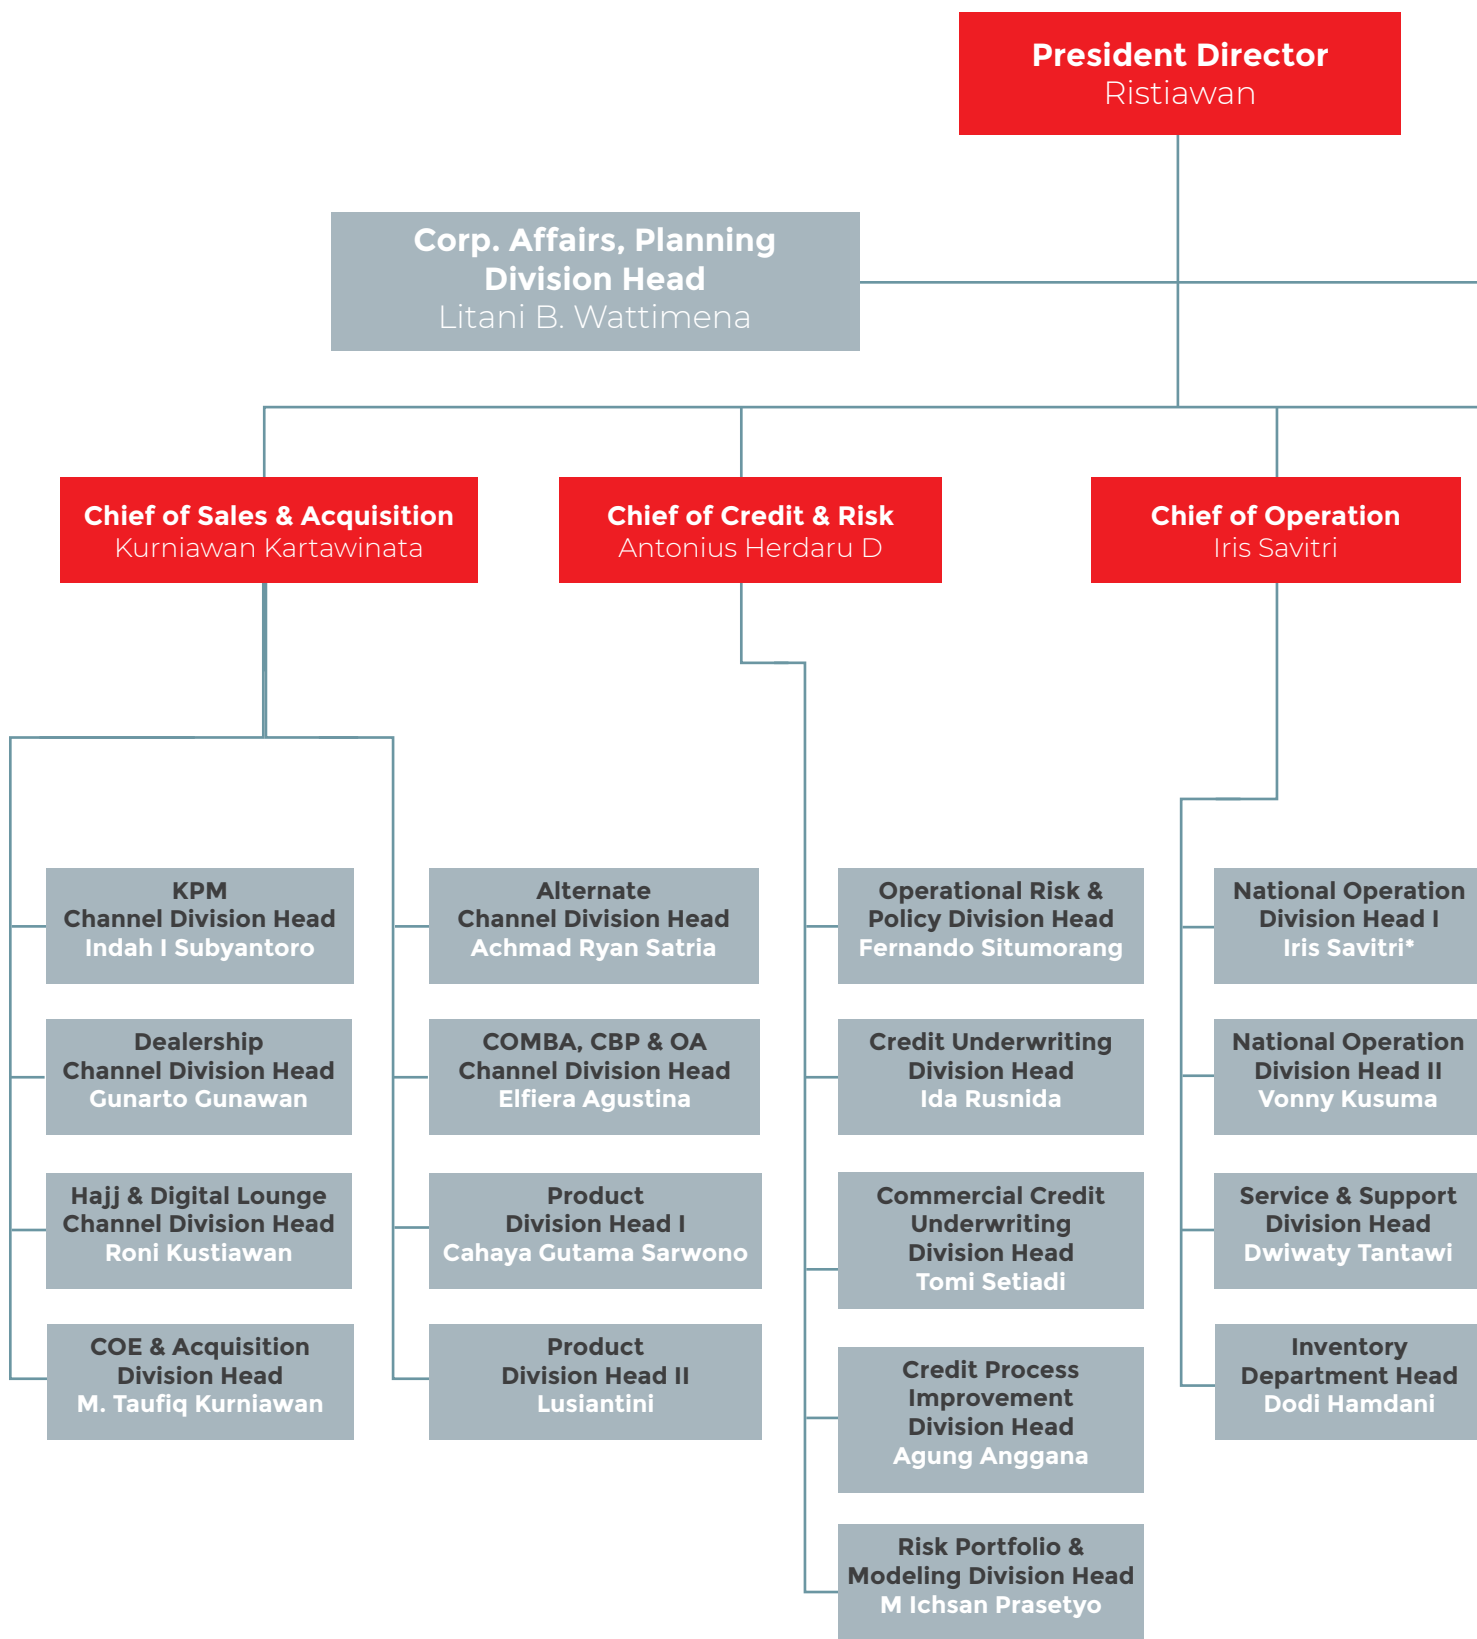 President Director
Ristiawan
Corp. Affairs, Planning
Division Head
Litani B. Wattimena
Chief of Sales & Acquisition
Kurniawan Kartawinata
Chief of Credit & Risk
Antonius Herdaru D
Chief of Operation
Iris Savitri
KPM
Channel Division Head
Indah I Subyantoro
Dealership
Channel Division Head
Gunarto Gunawan
Hajj & Digital Lounge
Channel Division Head
Roni Kustiawan
COE & Acquisition
Division Head
M. Taufiq Kurniawan
Alternate
Channel Division Head
Achmad Ryan Satria
COMBA, CBP & OA
Channel Division Head
Elfiera Agustina
Product
Division Head I
Cahaya Gutama Sarwono
Product
Division Head II
Lusiantini
Operational Risk &
Policy Division Head
Fernando Situmorang
Credit Underwriting
Division Head
Ida Rusnida
Commercial Credit
Underwriting
Division Head
Tomi Setiadi
Credit Process
Improvement
Division Head
Agung Anggana
Risk Portfolio &
Modeling Division Head
M Ichsan Prasetyo
National Operation
Division Head I
Iris Savitri*
National Operation
Division Head II
Vonny Kusuma
Service & Support
Division Head
Dwiwaty Tantawi
Inventory
Department Head
Dodi Hamdani